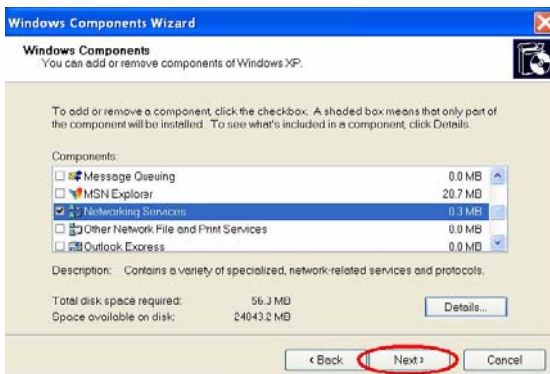 Windows Components Wizard
Windows Components
You can add or remove components of Windows XP.
To add or remove a component, click the checkbox. A shaded box means that only part of
the component will be installed. To see what's included in a component, click Details.
Components:
Message Queuing 0.0 MB
MSN Explorer 20.7 MB
Networking Services 0.3 MB
Other Network File and Print Services 0.0 MB
Outlook Express 0.0 MB
Description: Contains a variety of specialized, network-related services and protocols.
Total disk space required: 56.3 MB
Space available on disk: 24043.2 MB
Details...
< Back Next > Cancel